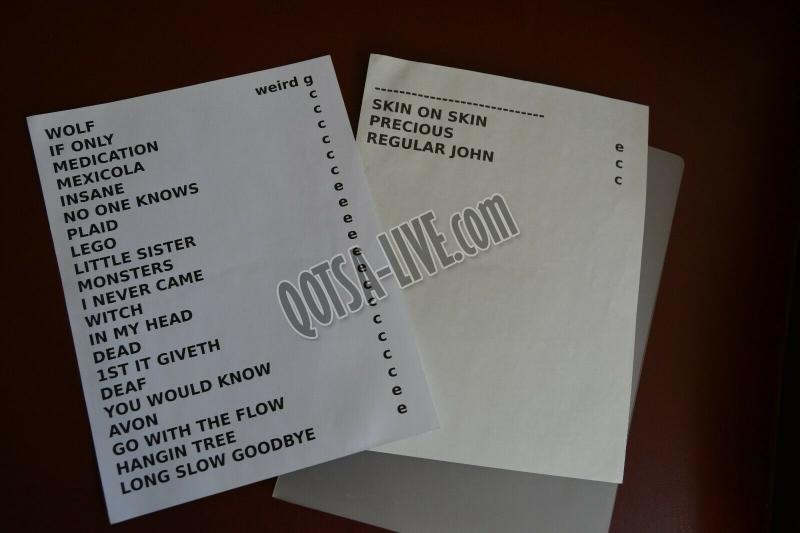 WOLF weird g
IF ONLY c
MEDICATION c
MEXICOLA c
INSANE c
NO ONE KNOWS c
PLAID c
LEGO e
LITTLE SISTER e
MONSTERS e
I NEVER CAME e
WITCH e
IN MY HEAD e
DEAD c
1ST IT GIVETH c
DEAF c
YOU WOULD KNOW c
AVON c
GO WITH THE FLOW c
HANGIN TREE e
LONG SLOW GOODBYE e
-----------------------------
SKIN ON SKIN e
PRECIOUS c
REGULAR JOHN c
QOTSA-LIVE.com